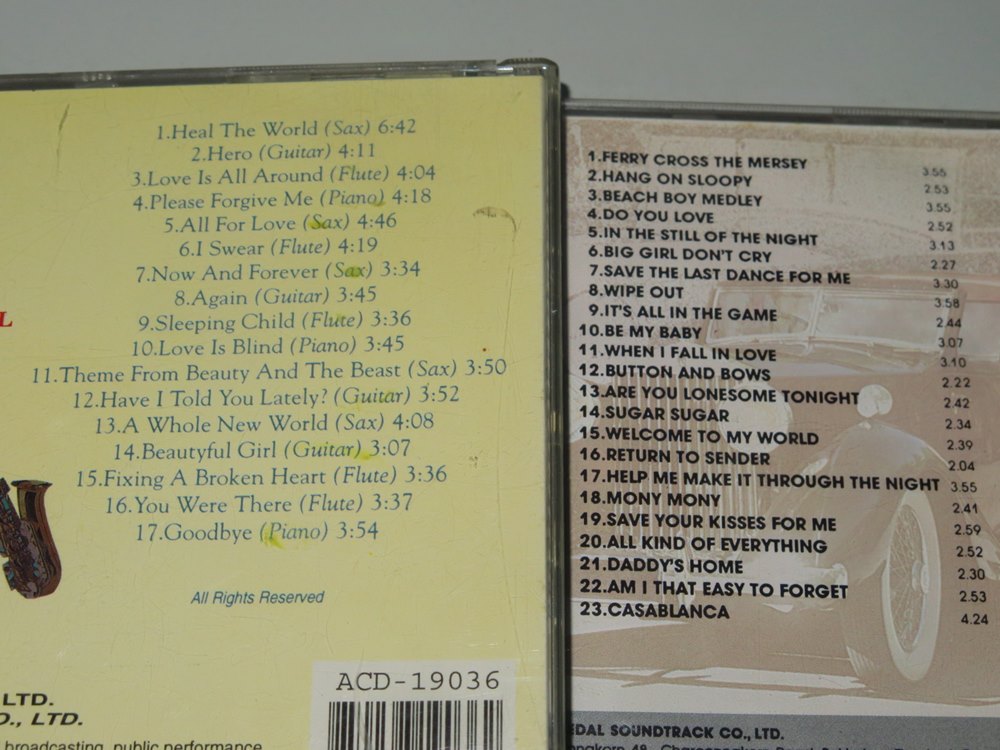 1.Heal The World (Sax) 6:42
2.Hero (Guitar) 4:11
3.Love Is All Around (Flute) 4:04
4.Please Forgive Me (Piano) 4:18
5.All For Love (Sax) 4:46
6.I Swear (Flute) 4:19
7.Now And Forever (Sax) 3:34
8.Again (Guitar) 3:45
9.Sleeping Child (Flute) 3:36
10.Love Is Blind (Piano) 3:45
11.Theme From Beauty And The Beast (Sax) 3:50
12.Have I Told You Lately? (Guitar) 3:52
13.A Whole New World (Sax) 4:08
14.Beautyful Girl (Guitar) 3:07
15.Fixing A Broken Heart (Flute) 3:36
16.You Were There (Flute) 3:37
17.Goodbye (Piano) 3:54
All Rights Reserved
L
LTD.
O., LTD.
broadcasting, public performance
ACD-19036
1.FERRY CROSS THE MERSEY 3.55
2.HANG ON SLOOPY 2.53
3.BEACH BOY MEDLEY 3.55
4.DO YOU LOVE 2.52
5.IN THE STILL OF THE NIGHT 3.13
6.BIG GIRL DON'T CRY 2.27
7.SAVE THE LAST DANCE FOR ME 3.30
8.WIPE OUT 3.58
9.IT'S ALL IN THE GAME 2.44
10.BE MY BABY 3.07
11.WHEN I FALL IN LOVE 3.10
12.BUTTON AND BOWS 2.22
13.ARE YOU LONESOME TONIGHT 2.42
14.SUGAR SUGAR 2.34
15.WELCOME TO MY WORLD 2.39
16.RETURN TO SENDER 2.04
17.HELP ME MAKE IT THROUGH THE NIGHT 3.55
18.MONY MONY 2.41
19.SAVE YOUR KISSES FOR ME 2.59
20.ALL KIND OF EVERYTHING 2.52
21.DADDY'S HOME 2.30
22.AM I THAT EASY TO FORGET 2.53
23.CASABLANCA 4.24
EDAL SOUNDTRACK CO., LTD.